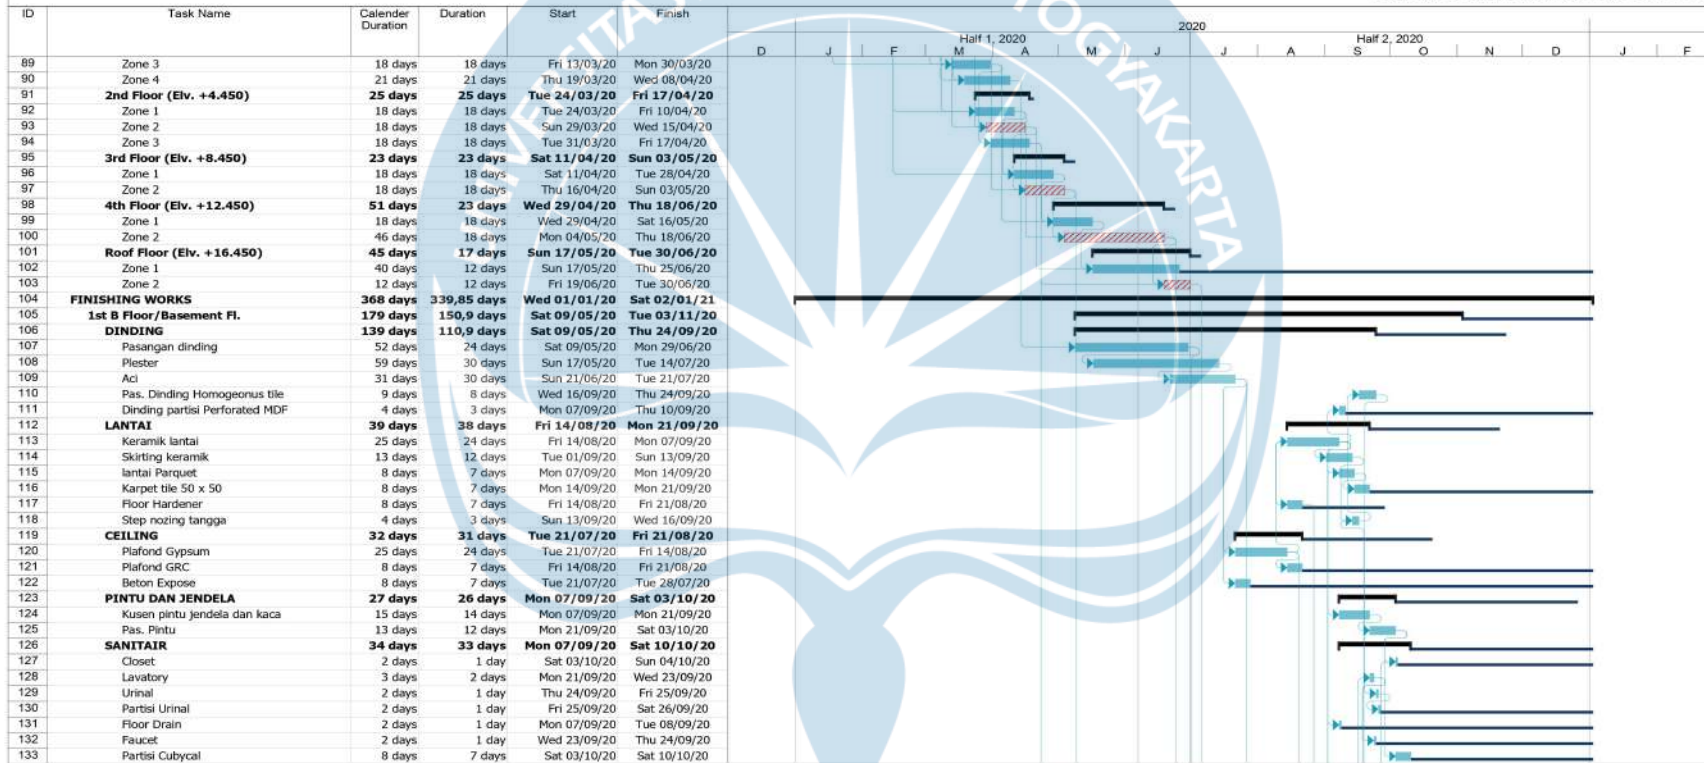 ID Task Name Calender Duration Duration Start Finish
2020
Half 1, 2020 Half 2, 2020
D J F M A M J J A S O N D J F
89 Zone 3 18 days 18 days Fri 13/03/20 Mon 30/03/20
90 Zone 4 21 days 21 days Thu 19/03/20 Wed 08/04/20
91 2nd Floor (Elv. +4.450) 25 days 25 days Tue 24/03/20 Fri 17/04/20
92 Zone 1 18 days 18 days Tue 24/03/20 Fri 10/04/20
93 Zone 2 18 days 18 days Sun 29/03/20 Wed 15/04/20
94 Zone 3 18 days 18 days Tue 31/03/20 Fri 17/04/20
95 3rd Floor (Elv. +8.450) 23 days 23 days Sat 11/04/20 Sun 03/05/20
96 Zone 1 18 days 18 days Sat 11/04/20 Tue 28/04/20
97 Zone 2 18 days 18 days Thu 16/04/20 Sun 03/05/20
98 4th Floor (Elv. +12.450) 51 days 23 days Wed 29/04/20 Thu 18/06/20
99 Zone 1 18 days 18 days Wed 29/04/20 Sat 16/05/20
100 Zone 2 46 days 18 days Mon 04/05/20 Thu 18/06/20
101 Roof Floor (Elv. +16.450) 45 days 17 days Sun 17/05/20 Tue 30/06/20
102 Zone 1 40 days 12 days Sun 17/05/20 Thu 25/06/20
103 Zone 2 12 days 12 days Fri 19/06/20 Tue 30/06/20
104 FINISHING WORKS 368 days 339,85 days Wed 01/01/20 Sat 02/01/21
105 1st B Floor/Basement Fl. 179 days 150,9 days Sat 09/05/20 Tue 03/11/20
106 DINDING 139 days 110,9 days Sat 09/05/20 Thu 24/09/20
107 Pasangan dinding 52 days 24 days Sat 09/05/20 Mon 29/06/20
108 Plester 59 days 30 days Sun 17/05/20 Tue 14/07/20
109 Aci 31 days 30 days Sun 21/06/20 Tue 21/07/20
110 Pas. Dinding Homogeonus tile 9 days 8 days Wed 16/09/20 Thu 24/09/20
111 Dinding partisi Perforated MDF 4 days 3 days Mon 07/09/20 Thu 10/09/20
112 LANTAI 39 days 38 days Fri 14/08/20 Mon 21/09/20
113 Keramik lantai 25 days 24 days Fri 14/08/20 Mon 07/09/20
114 Skirting keramik 13 days 12 days Tue 01/09/20 Sun 13/09/20
115 lantai Parquet 8 days 7 days Mon 07/09/20 Mon 14/09/20
116 Karpet tile 50 x 50 8 days 7 days Mon 14/09/20 Mon 21/09/20
117 Floor Hardener 8 days 7 days Fri 14/08/20 Fri 21/08/20
118 Step nozing tangga 4 days 3 days Sun 13/09/20 Wed 16/09/20
119 CEILING 32 days 31 days Tue 21/07/20 Fri 21/08/20
120 Plafond Gypsum 25 days 24 days Tue 21/07/20 Fri 14/08/20
121 Plafond GRC 8 days 7 days Fri 14/08/20 Fri 21/08/20
122 Beton Expose 8 days 7 days Tue 21/07/20 Tue 28/07/20
123 PINTU DAN JENDELA 27 days 26 days Mon 07/09/20 Sat 03/10/20
124 Kusen pintu jendela dan kaca 15 days 14 days Mon 07/09/20 Mon 21/09/20
125 Pas. Pintu 13 days 12 days Mon 21/09/20 Sat 03/10/20
126 SANITAIR 34 days 33 days Mon 07/09/20 Sat 10/10/20
127 Closet 2 days 1 day Sat 03/10/20 Sun 04/10/20
128 Lavatory 3 days 2 days Mon 21/09/20 Wed 23/09/20
129 Urinal 2 days 1 day Thu 24/09/20 Fri 25/09/20
130 Partisi Urinal 2 days 1 day Fri 25/09/20 Sat 26/09/20
131 Floor Drain 2 days 1 day Mon 07/09/20 Tue 08/09/20
132 Faucet 2 days 1 day Wed 23/09/20 Thu 24/09/20
133 Partisi Cubycal 8 days 7 days Sat 03/10/20 Sat 10/10/20